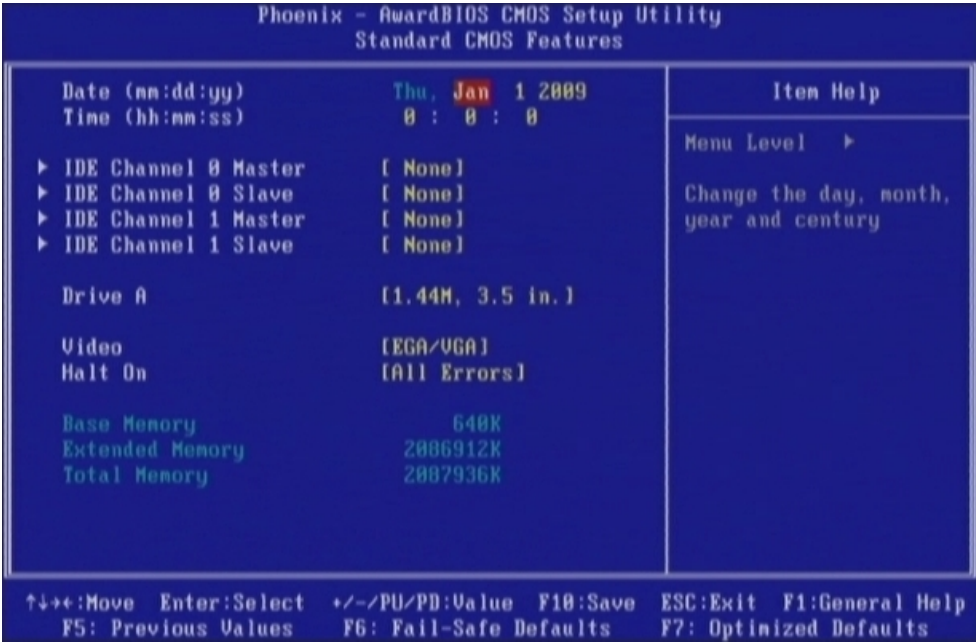 Phoenix - AwardBIOS CMOS Setup Utility
Standard CMOS Features
Date (mm:dd:yy) Thu, Jan 1 2009
Time (hh:mm:ss) 0 : 0 : 0
IDE Channel 0 Master [ None]
IDE Channel 0 Slave [ None]
IDE Channel 1 Master [ None]
IDE Channel 1 Slave [ None]
Drive A [1.44M, 3.5 in.]
Video [EGA/VGA]
Halt On [All Errors]
Base Memory 640K
Extended Memory 2086912K
Total Memory 2087936K
Item Help
Menu Level ►
Change the day, month,
year and century
↑↓→←:Move Enter:Select +/-/PU/PD:Value F10:Save ESC:Exit F1:General Help
F5: Previous Values F6: Fail-Safe Defaults F7: Optimized Defaults